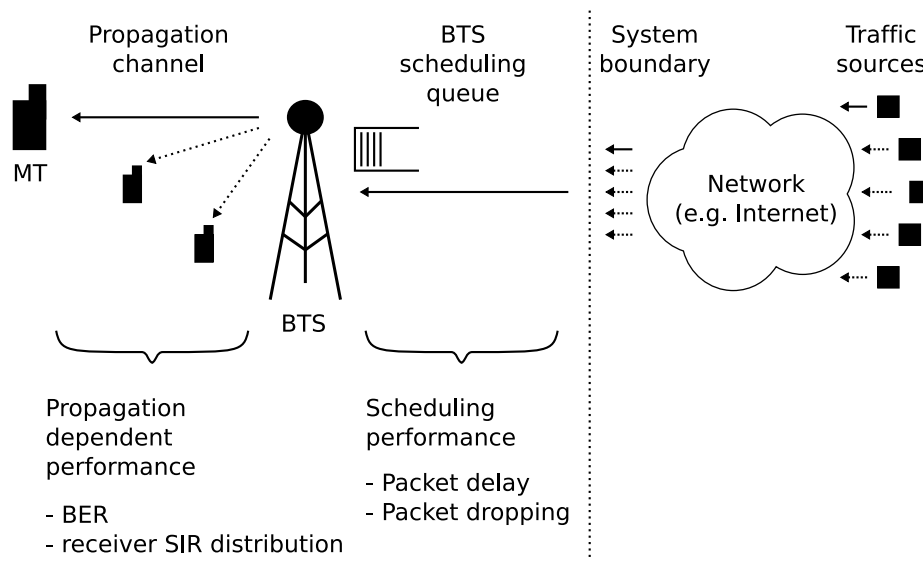 Propagation
channel
BTS
scheduling
queue
System
boundary
Traffic
sources
MT
Network
(e.g. Internet)
BTS
Propagation
dependent
performance
- BER
- receiver SIR distribution
Scheduling
performance
- Packet delay
- Packet dropping